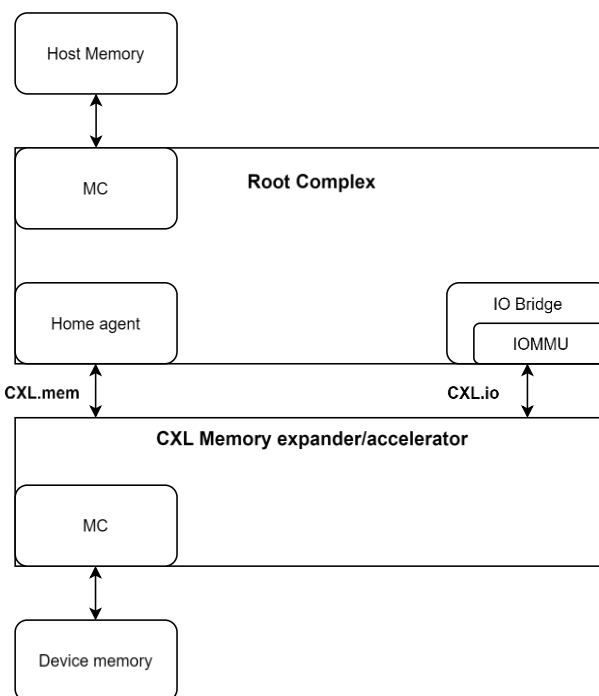 Host Memory
MC
Root Complex
Home agent
IO Bridge
IOMMU
CXL.mem
CXL.io
CXL Memory expander/accelerator
MC
Device memory